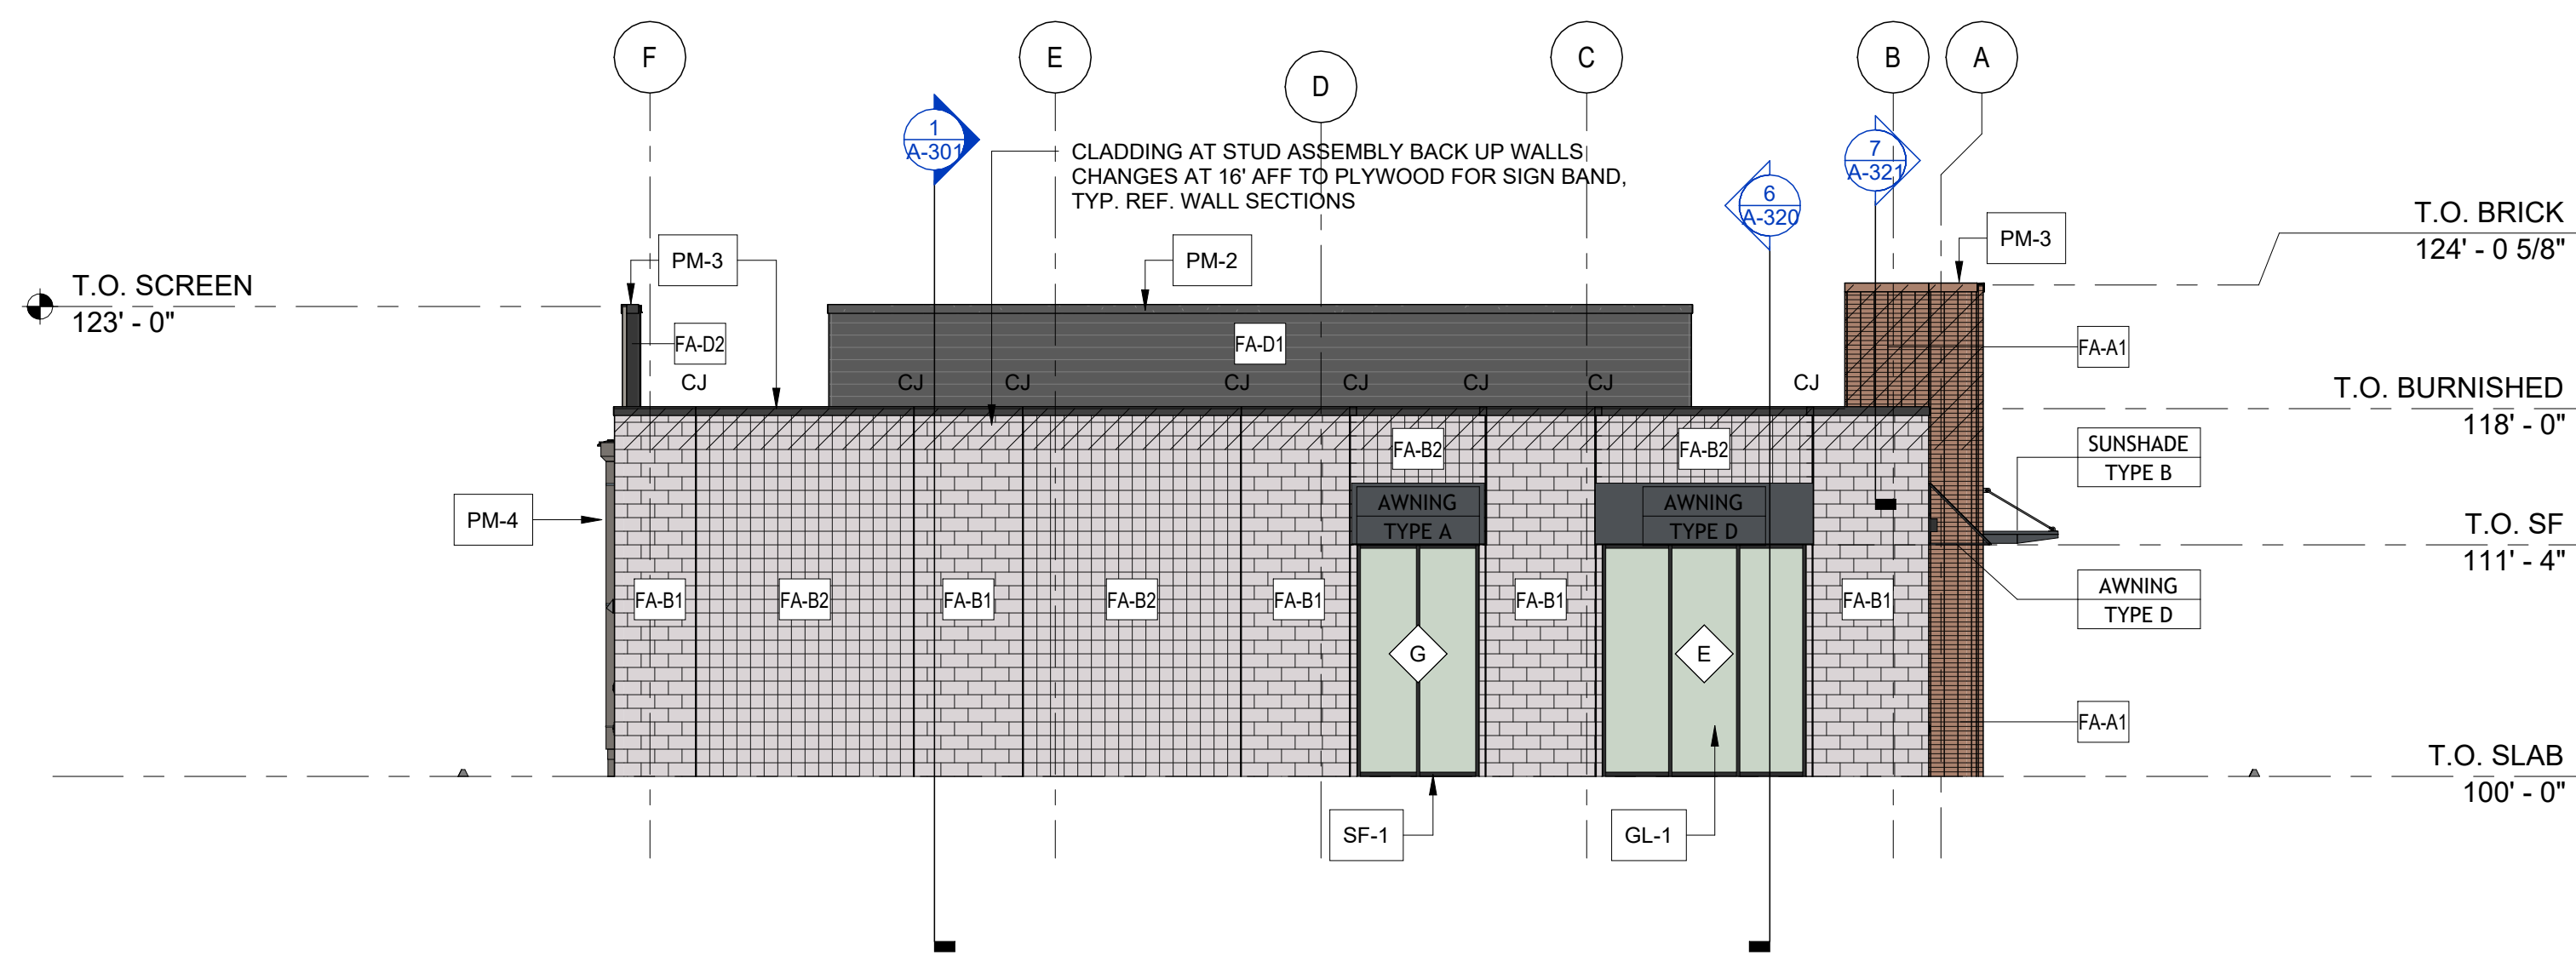 F
E
D
C
B
A
1
A-301
7
A-321
6
A-320
CLADDING AT STUD ASSEMBLY BACK UP WALLS
CHANGES AT 16' AFF TO PLYWOOD FOR SIGN BAND,
TYP. REF. WALL SECTIONS
T.O. BRICK
124' - 0 5/8"
PM-3
PM-2
PM-3
T.O. SCREEN
123' - 0"
FA-D2
FA-D1
FA-A1
CJ
CJ
CJ
CJ
CJ
CJ
CJ
CJ
T.O. BURNISHED
118' - 0"
FA-B2
FA-B2
SUNSHADE
TYPE B
PM-4
AWNING
TYPE A
AWNING
TYPE D
T.O. SF
111' - 4"
FA-B1
FA-B2
FA-B1
FA-B2
FA-B1
FA-B1
FA-B1
AWNING
TYPE D
G
E
FA-A1
T.O. SLAB
100' - 0"
SF-1
GL-1